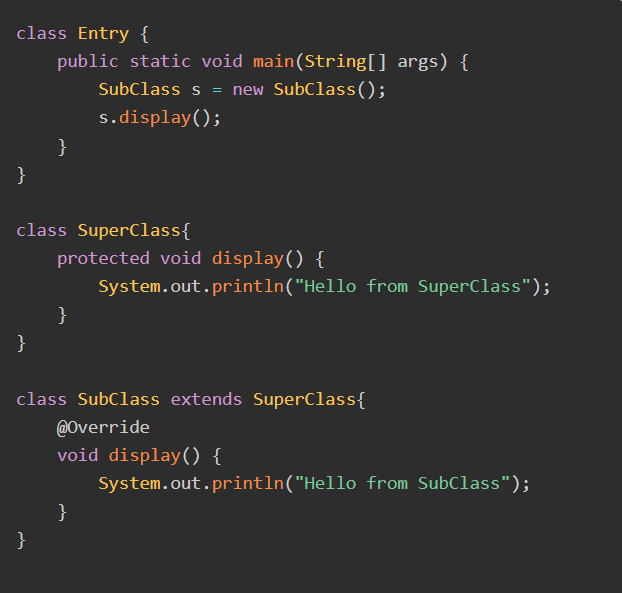 class Entry {
    public static void main(String[] args) {
        SubClass s = new SubClass();
        s.display();
    }
}

class SuperClass{
    protected void display() {
        System.out.println("Hello from SuperClass");
    }
}

class SubClass extends SuperClass{
    @Override
    void display() {
        System.out.println("Hello from SubClass");
    }
}